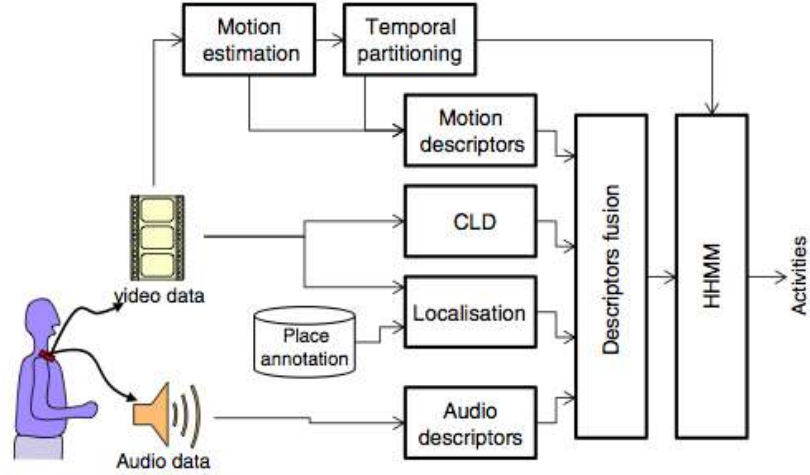 Motion
estimation
Temporal
partitioning
Motion
descriptors
CLD
video data
Localisation
Place
annotation
Audio
descriptors
Audio data
Descriptors fusion
HHMM
Activities